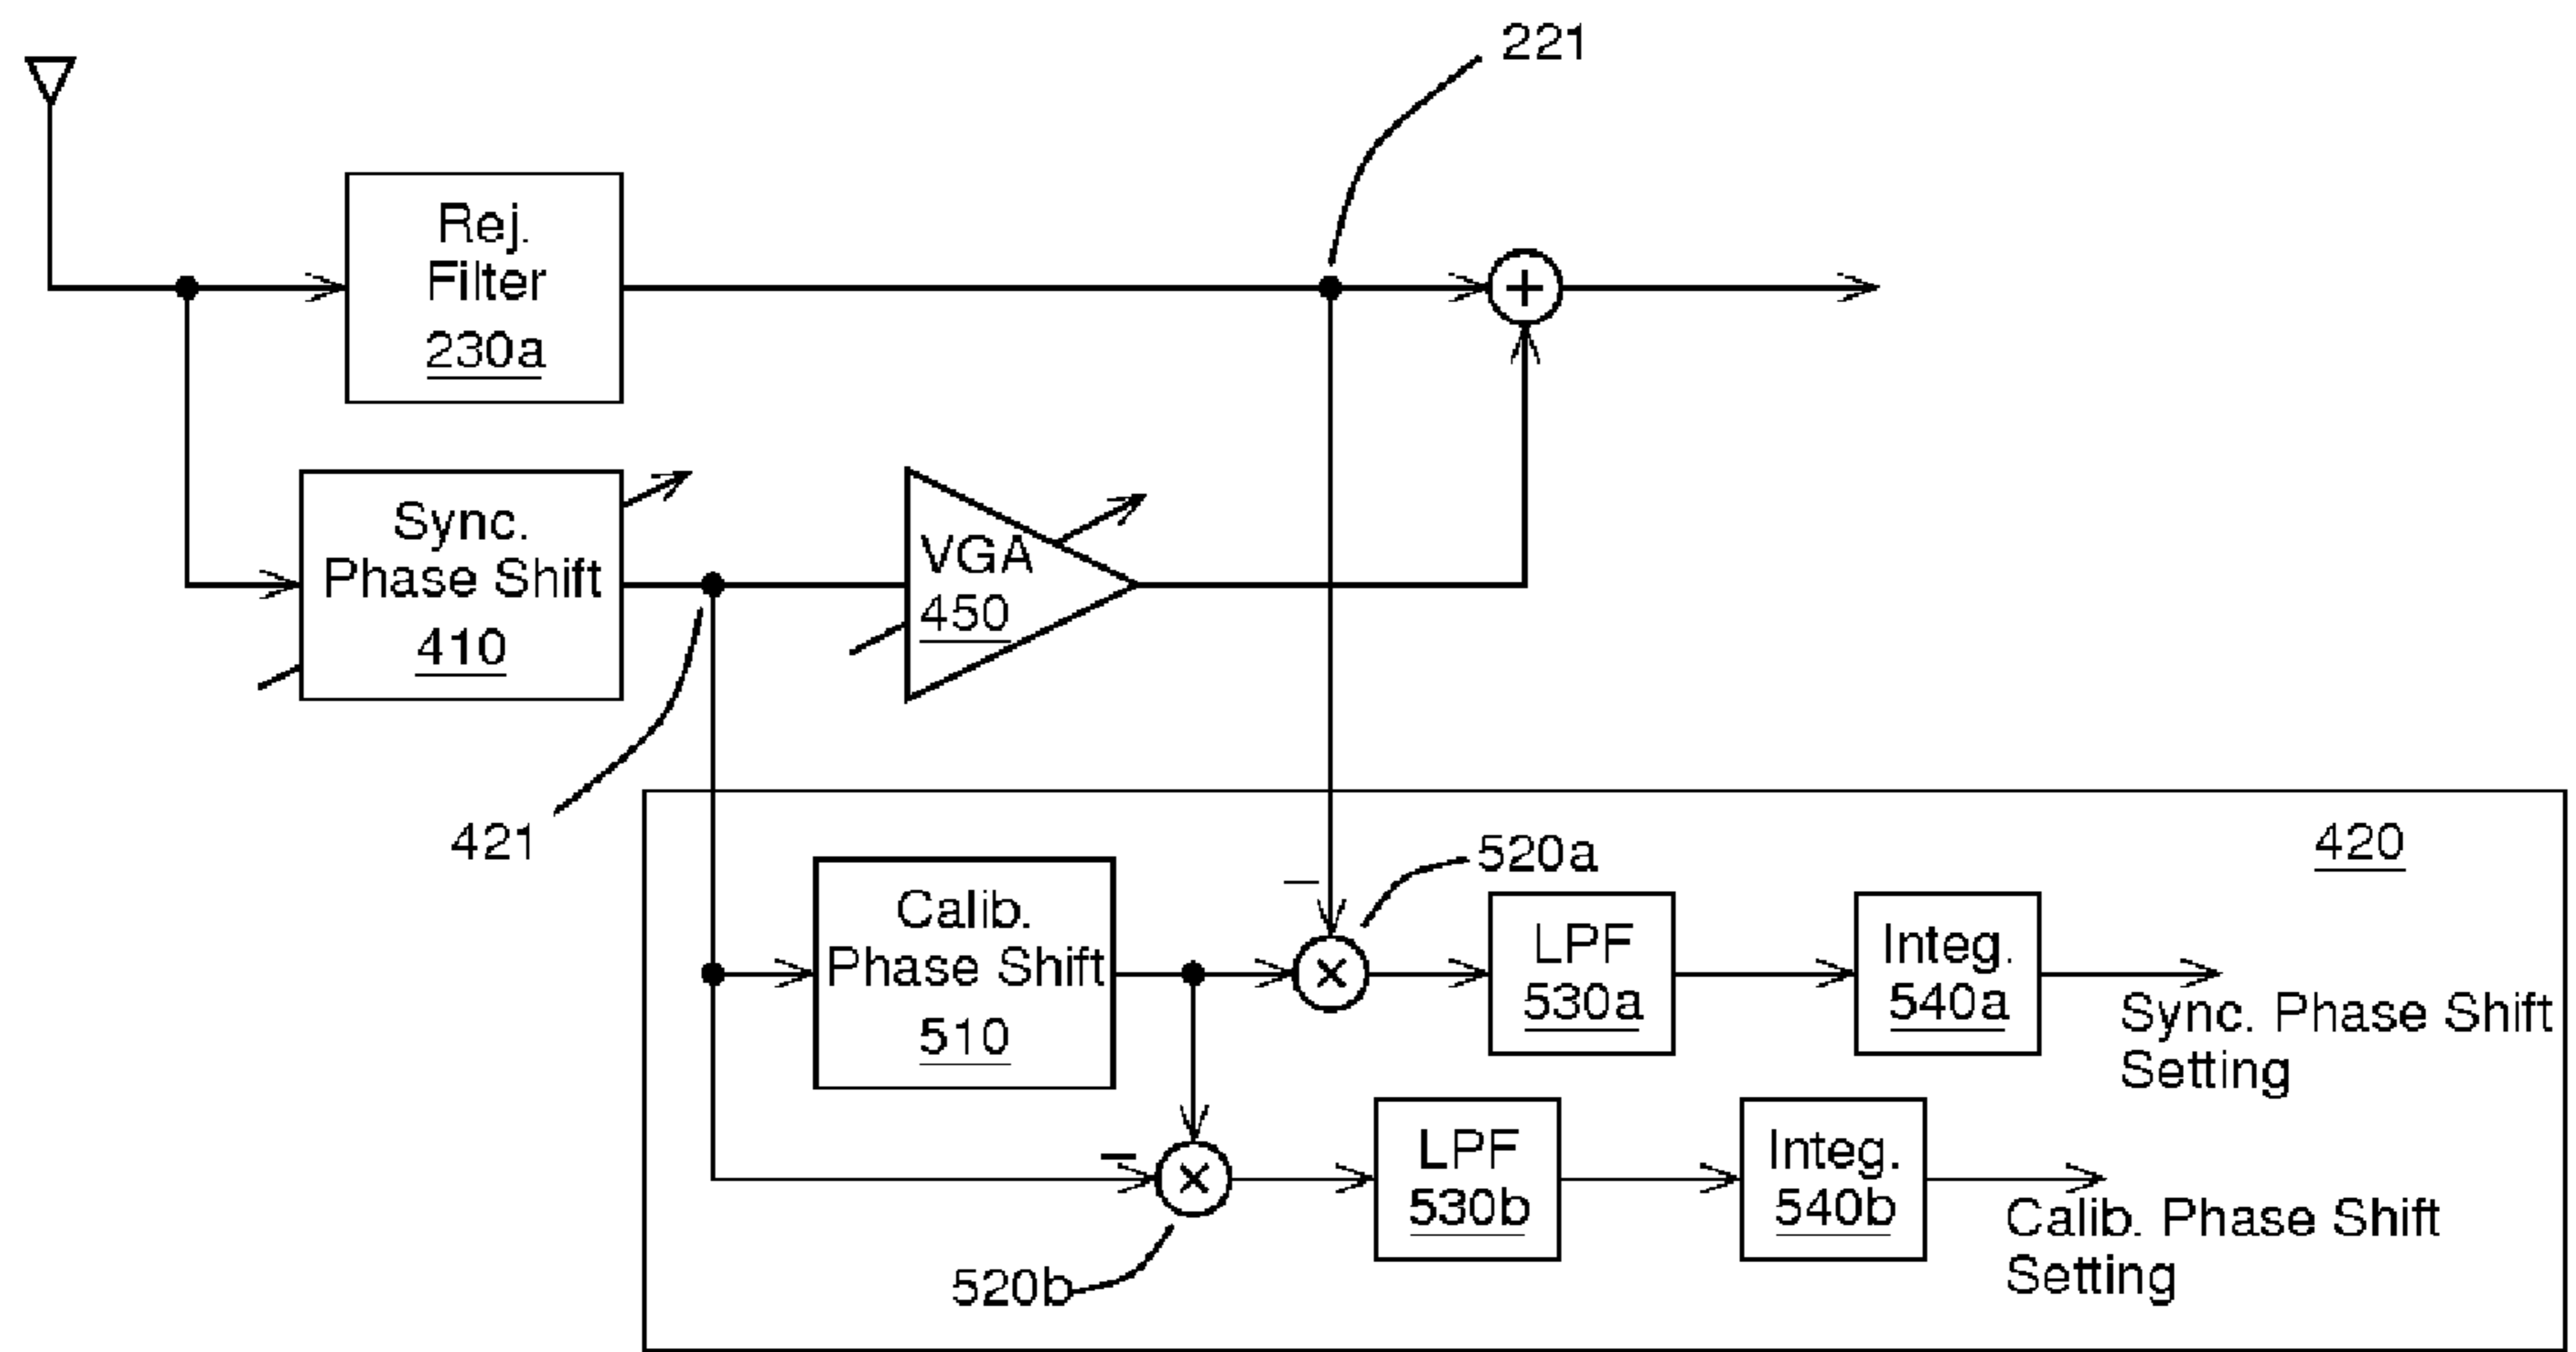 221
Rej.
Filter
230a
+
Sync.
Phase Shift
410
VGA
450
421
420
Calib.
Phase Shift
510
–
520a
×
LPF
530a
Integ.
540a
Sync. Phase Shift
Setting
–
×
520b
LPF
530b
Integ.
540b
Calib. Phase Shift
Setting